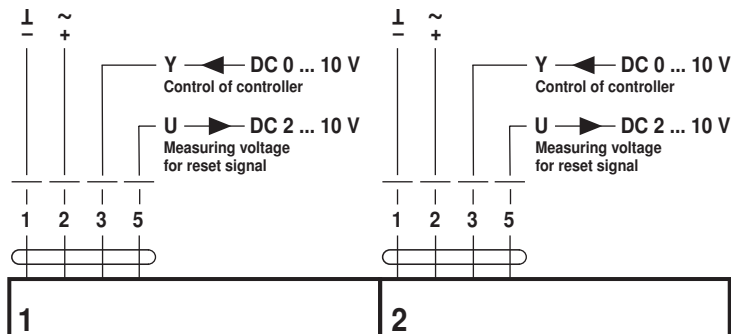 ⊥ ~ ⊥ ~
− + − +
Y DC 0 ... 10 V Y DC 0 ... 10 V
Control of controller Control of controller
U DC 2 ... 10 V U DC 2 ... 10 V
Measuring voltage Measuring voltage
for reset signal for reset signal
1 2 3 5 1 2 3 5
1 2